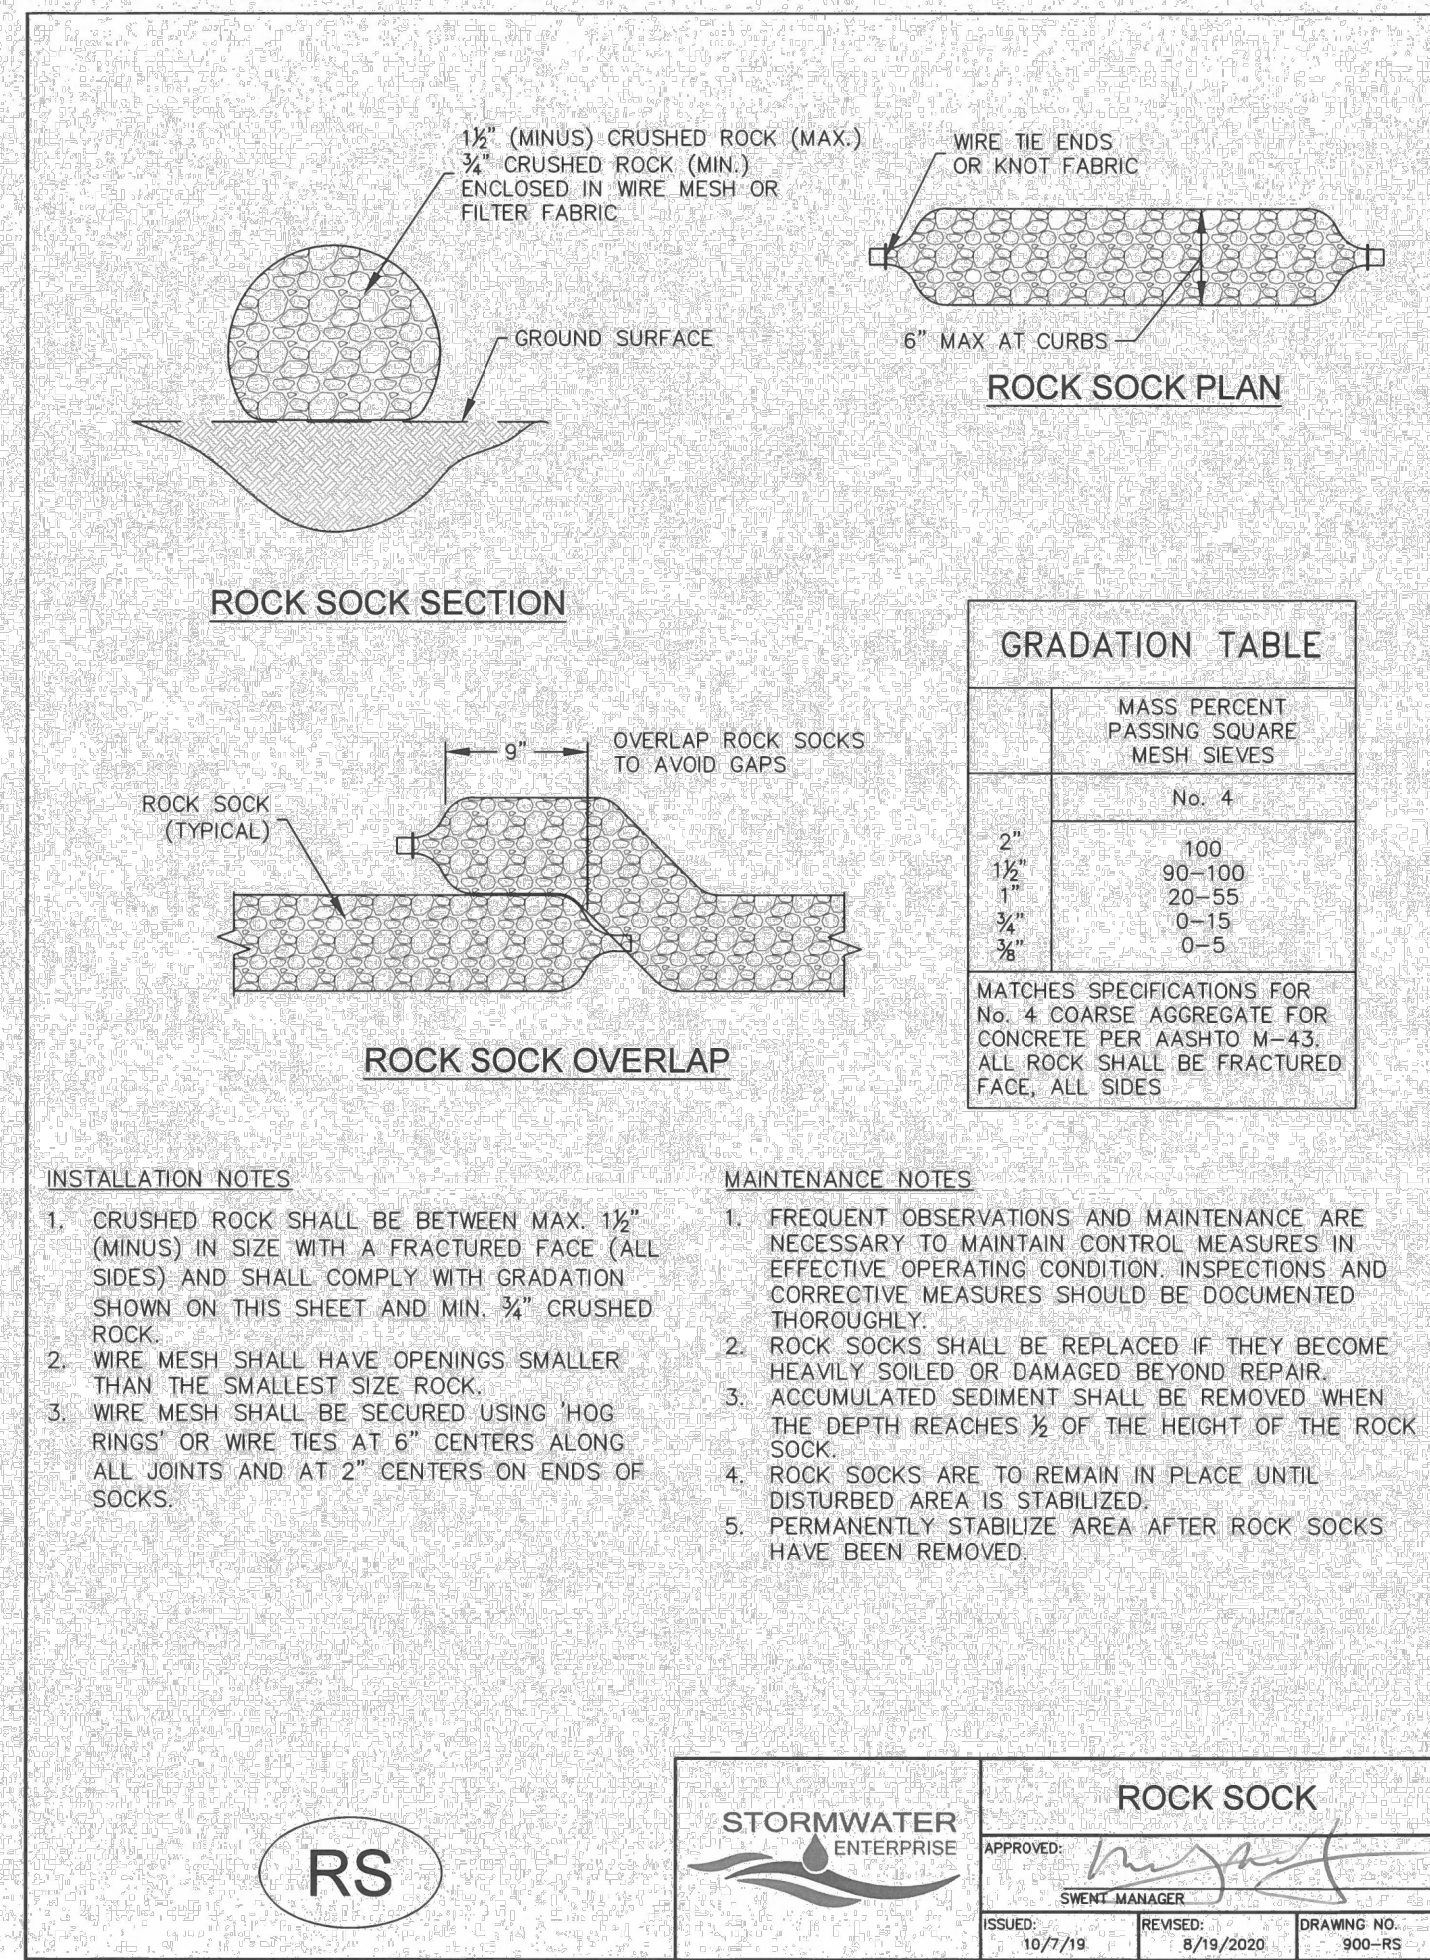 1½" (MINUS) CRUSHED ROCK (MAX.)
¾" CRUSHED ROCK (MIN.)
ENCLOSED IN WIRE MESH OR
FILTER FABRIC
GROUND SURFACE
ROCK SOCK SECTION
WIRE TIE ENDS
OR KNOT FABRIC
6" MAX AT CURBS
ROCK SOCK PLAN
9"
OVERLAP ROCK SOCKS
TO AVOID GAPS
ROCK SOCK
(TYPICAL)
ROCK SOCK OVERLAP
GRADATION TABLE
MASS PERCENT
PASSING SQUARE
MESH SIEVES
No. 4
2" 100
1½" 90-100
1" 20-55
¾" 0-15
⅜" 0-5
MATCHES SPECIFICATIONS FOR
No. 4 COARSE AGGREGATE FOR
CONCRETE PER AASHTO M-43.
ALL ROCK SHALL BE FRACTURED
FACE, ALL SIDES
INSTALLATION NOTES
1. CRUSHED ROCK SHALL BE BETWEEN MAX. 1½"
(MINUS) IN SIZE WITH A FRACTURED FACE (ALL
SIDES) AND SHALL COMPLY WITH GRADATION
SHOWN ON THIS SHEET AND MIN. ¾" CRUSHED
ROCK.
2. WIRE MESH SHALL HAVE OPENINGS SMALLER
THAN THE SMALLEST SIZE ROCK.
3. WIRE MESH SHALL BE SECURED USING 'HOG
RINGS' OR WIRE TIES AT 6" CENTERS ALONG
ALL JOINTS AND AT 2" CENTERS ON ENDS OF
SOCKS.
MAINTENANCE NOTES
1. FREQUENT OBSERVATIONS AND MAINTENANCE ARE
NECESSARY TO MAINTAIN CONTROL MEASURES IN
EFFECTIVE OPERATING CONDITION. INSPECTIONS AND
CORRECTIVE MEASURES SHOULD BE DOCUMENTED
THOROUGHLY.
2. ROCK SOCKS SHALL BE REPLACED IF THEY BECOME
HEAVILY SOILED OR DAMAGED BEYOND REPAIR.
3. ACCUMULATED SEDIMENT SHALL BE REMOVED WHEN
THE DEPTH REACHES ½ OF THE HEIGHT OF THE ROCK
SOCK.
4. ROCK SOCKS ARE TO REMAIN IN PLACE UNTIL
DISTURBED AREA IS STABILIZED.
5. PERMANENTLY STABILIZE AREA AFTER ROCK SOCKS
HAVE BEEN REMOVED.
RS
STORMWATER
ENTERPRISE
ROCK SOCK
APPROVED:
SWENT MANAGER
ISSUED:
10/7/19
REVISED:
8/19/2020
DRAWING NO.
900-RS